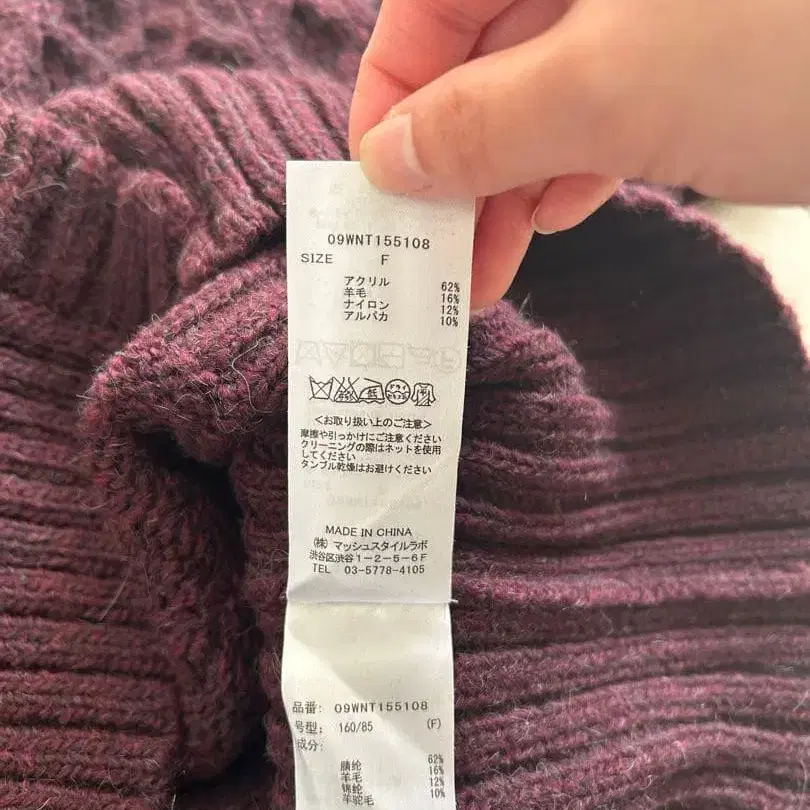 09WNT155108
SIZE F
アクリル 62%
羊毛 16%
ナイロン 12%
アルパカ 10%
<お取り扱い上のご注意>
摩擦や引っかけにご注意ください
クリーニングの際はネットを使用
してください
タンブル乾燥はお避けください
MADE IN CHINA
(株)マッシュスタイルラボ
渋谷区渋谷1-2-5-6F
TEL 03-5778-4105
品番: 09WNT155108
号型: 160/85 (F)
成分:
腈纶 62%
羊毛 16%
锦纶 12%
羊驼毛 10%